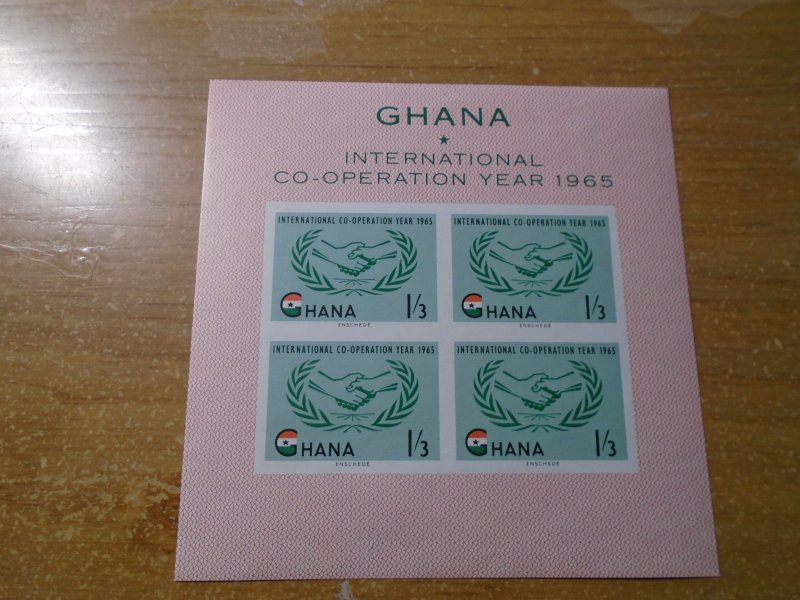 GHANA
INTERNATIONAL
CO-OPERATION YEAR 1965
INTERNATIONAL CO-OPERATION YEAR 1965
GHANA 1/3
ENSCHEDÉ
INTERNATIONAL CO-OPERATION YEAR 1965
GHANA 1/3
ENSCHEDÉ
INTERNATIONAL CO-OPERATION YEAR 1965
GHANA 1/3
ENSCHEDÉ
INTERNATIONAL CO-OPERATION YEAR 1965
GHANA 1/3
ENSCHEDÉ